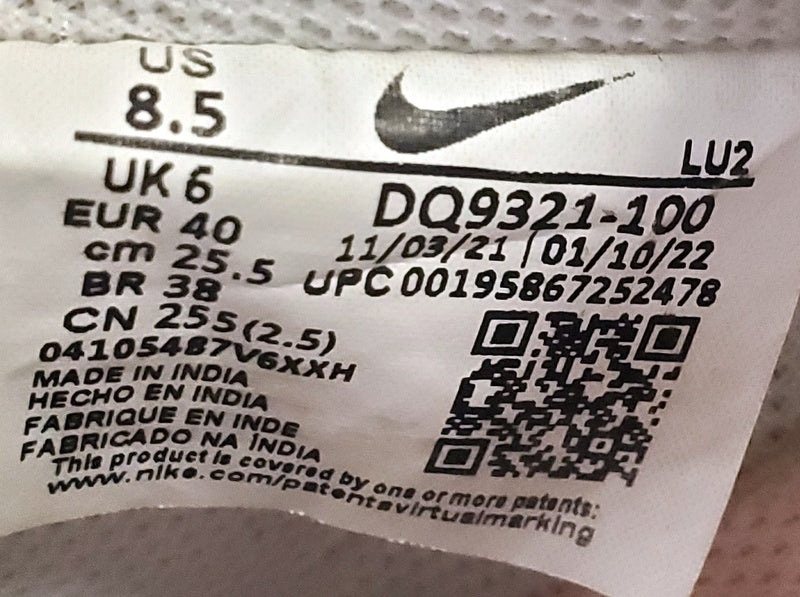 US
8.5
LU2
UK 6
EUR 40
cm 25.5
BR 38
CN 255(2.5)
DQ9321-100
11/03/21 | 01/10/22
UPC 00195867252478
04105487V6XXH
MADE IN INDIA
HECHO EN INDIA
FABRIQUE EN INDE
FABRICADO NA ÍNDIA
This product is covered by one or more patents:
www.nike.com/patentsvirtualmarking